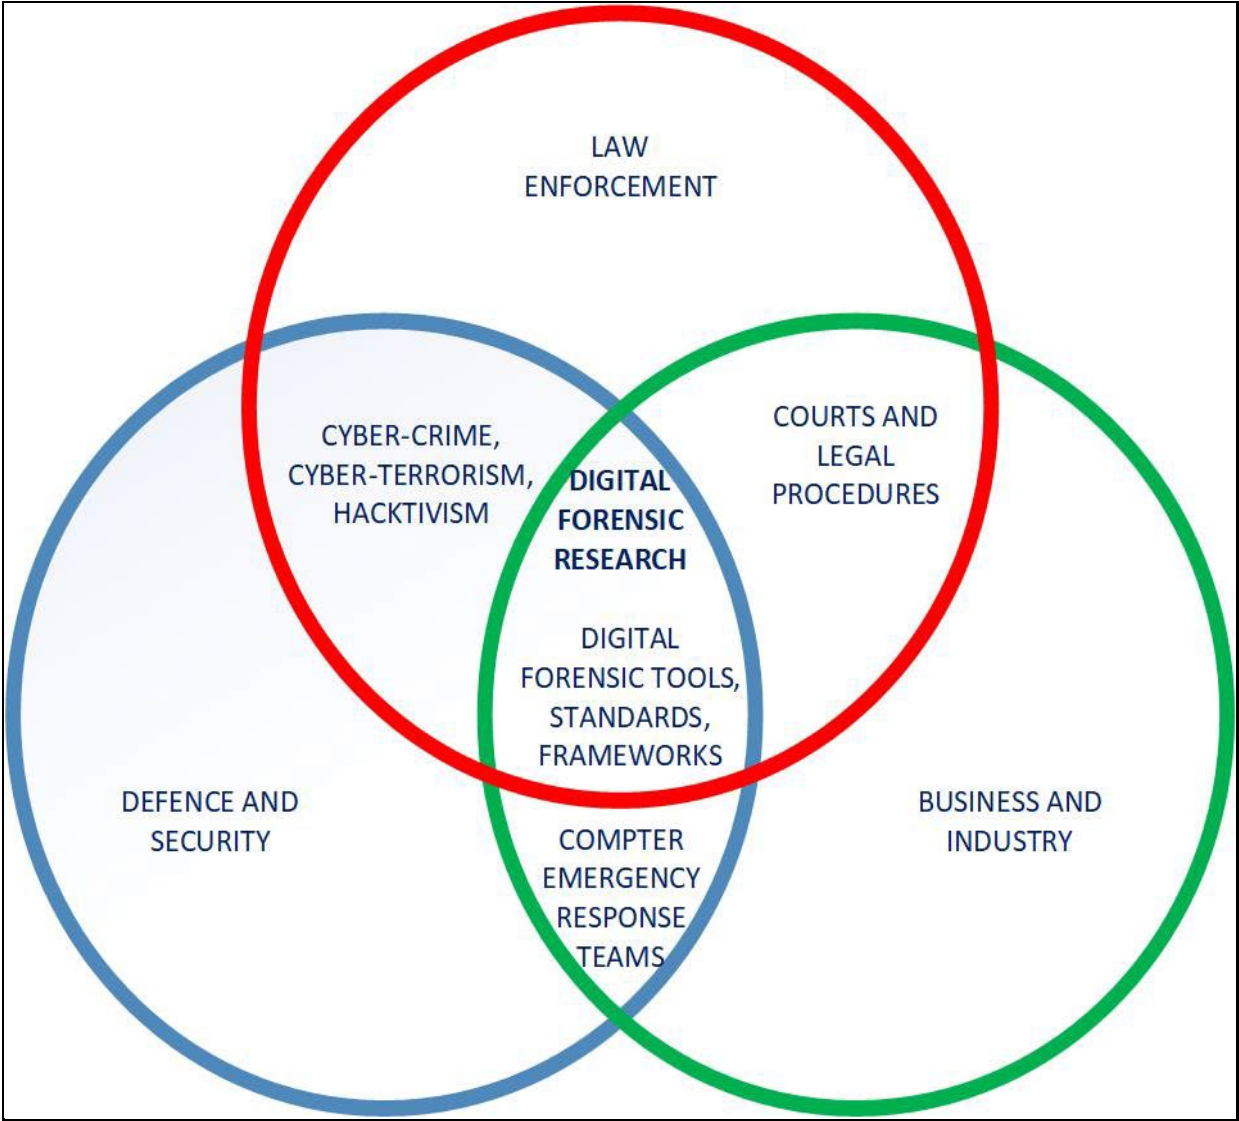 LAW
ENFORCEMENT
CYBER-CRIME,
CYBER-TERRORISM,
HACKTIVISM
DIGITAL
FORENSIC
RESEARCH
COURTS AND
LEGAL
PROCEDURES
DIGITAL
FORENSIC TOOLS,
STANDARDS,
FRAMEWORKS
DEFENCE AND
SECURITY
COMPTER
EMERGENCY
RESPONSE
TEAMS
BUSINESS AND
INDUSTRY